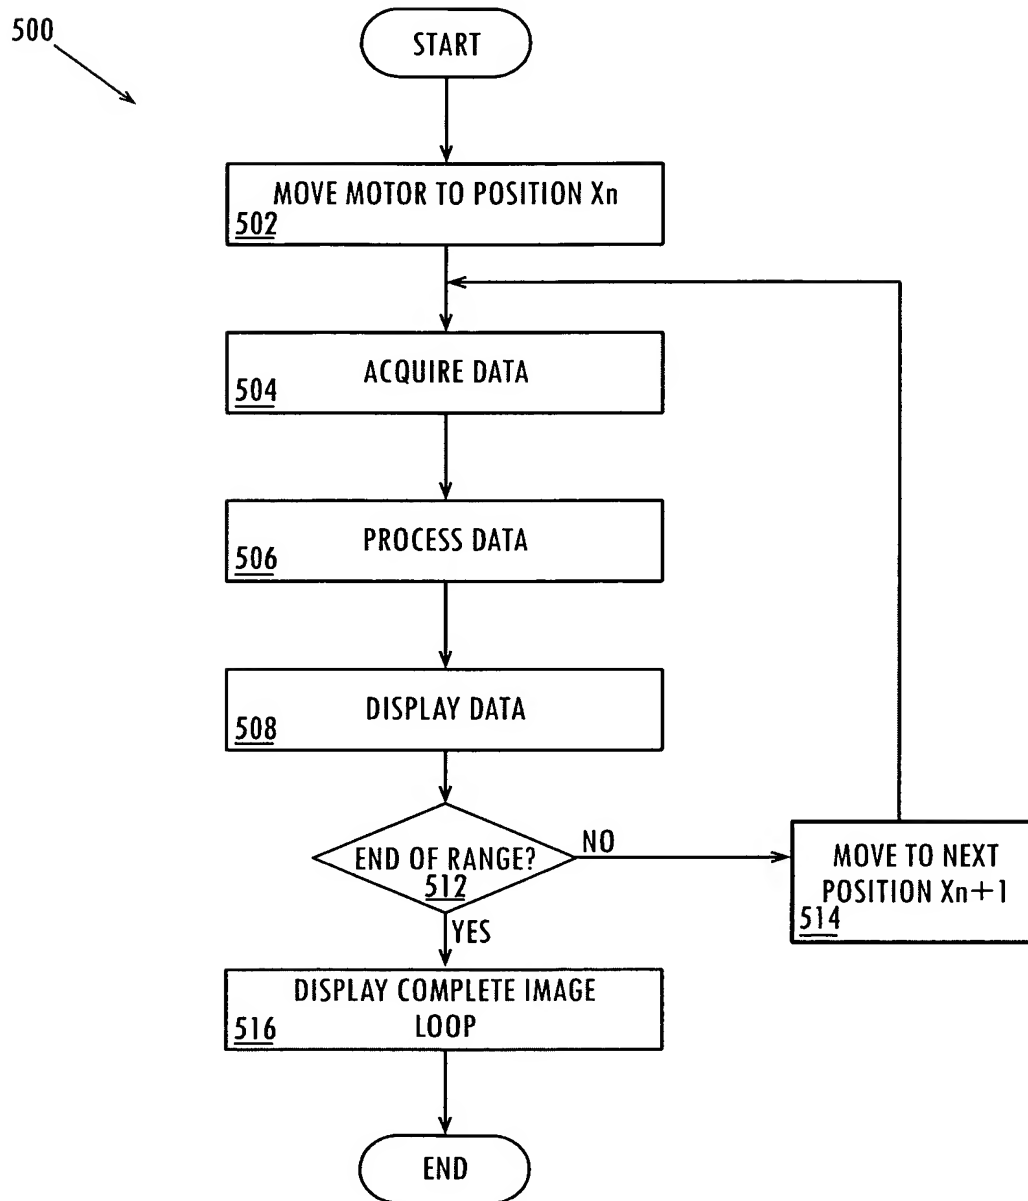 500
START
MOVE MOTOR TO POSITION Xn
502
ACQUIRE DATA
504
PROCESS DATA
506
DISPLAY DATA
508
END OF RANGE?
512
NO
MOVE TO NEXT
POSITION Xn+1
514
YES
DISPLAY COMPLETE IMAGE
LOOP
516
END